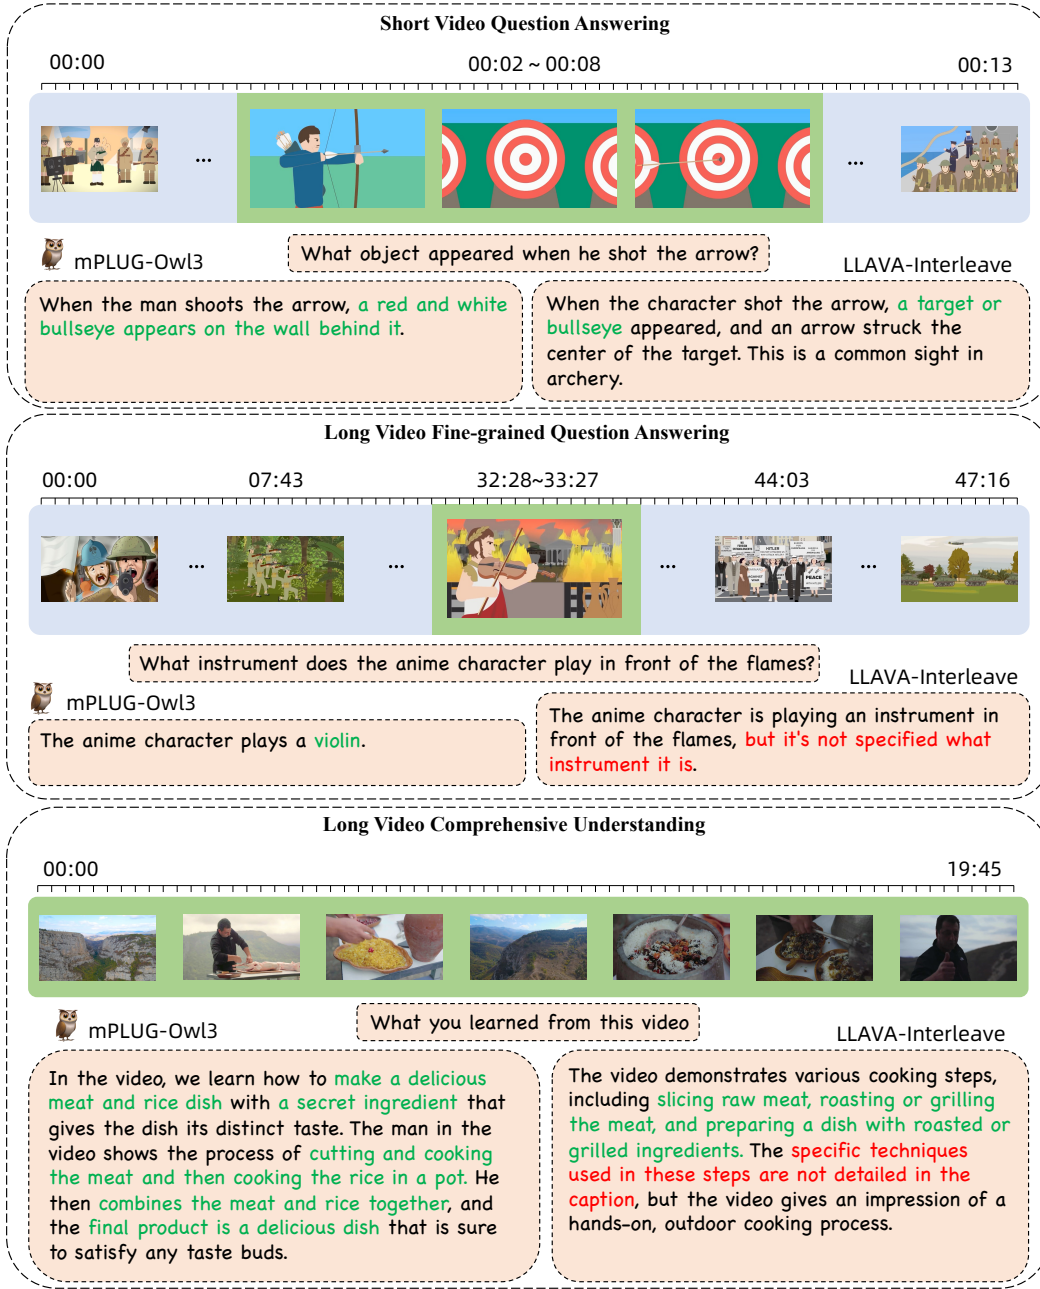 Short Video Question Answering
00:00
00:02 ~ 00:08
00:13
...
...
mPLUG-Owl3
What object appeared when he shot the arrow?
LLAVA-Interleave
When the man shoots the arrow, a red and white
bullseye appears on the wall behind it.
When the character shot the arrow, a target or
bullseye appeared, and an arrow struck the
center of the target. This is a common sight in
archery.
Long Video Fine-grained Question Answering
00:00
07:43
32:28~33:27
44:03
47:16
...
...
...
...
HITLER
PEACE
What instrument does the anime character play in front of the flames?
LLAVA-Interleave
mPLUG-Owl3
The anime character plays a violin.
The anime character is playing an instrument in
front of the flames, but it's not specified what
instrument it is.
Long Video Comprehensive Understanding
00:00
19:45
mPLUG-Owl3
What you learned from this video
LLAVA-Interleave
In the video, we learn how to make a delicious
meat and rice dish with a secret ingredient that
gives the dish its distinct taste. The man in the
video shows the process of cutting and cooking
the meat and then cooking the rice in a pot. He
then combines the meat and rice together, and
the final product is a delicious dish that is sure
to satisfy any taste buds.
The video demonstrates various cooking steps,
including slicing raw meat, roasting or grilling
the meat, and preparing a dish with roasted or
grilled ingredients. The specific techniques
used in these steps are not detailed in the
caption, but the video gives an impression of a
hands-on, outdoor cooking process.